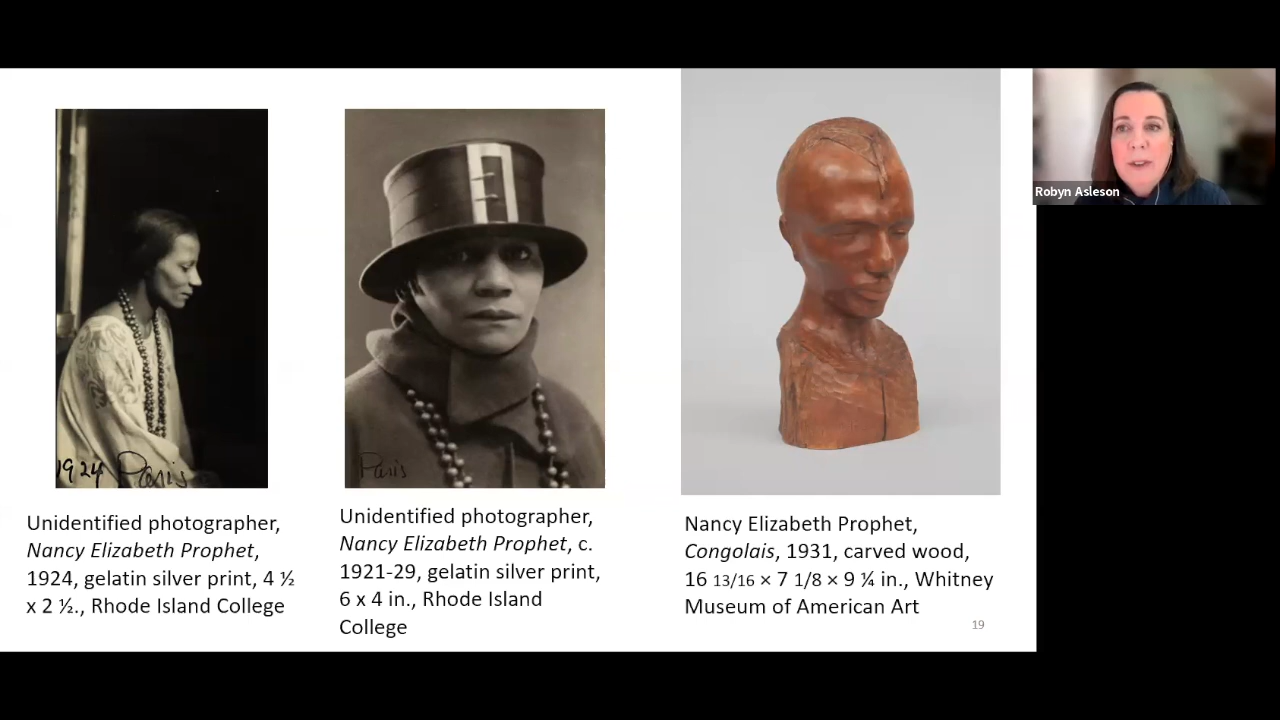 1924 Paris
Paris
Unidentified photographer,
Nancy Elizabeth Prophet,
1924, gelatin silver print, 4 ½
x 2 ½., Rhode Island College
Unidentified photographer,
Nancy Elizabeth Prophet, c.
1921-29, gelatin silver print,
6 x 4 in., Rhode Island
College
Nancy Elizabeth Prophet,
Congolais, 1931, carved wood,
16 13/16 × 7 1/8 × 9 ¼ in., Whitney
Museum of American Art
19
Robyn Asleson